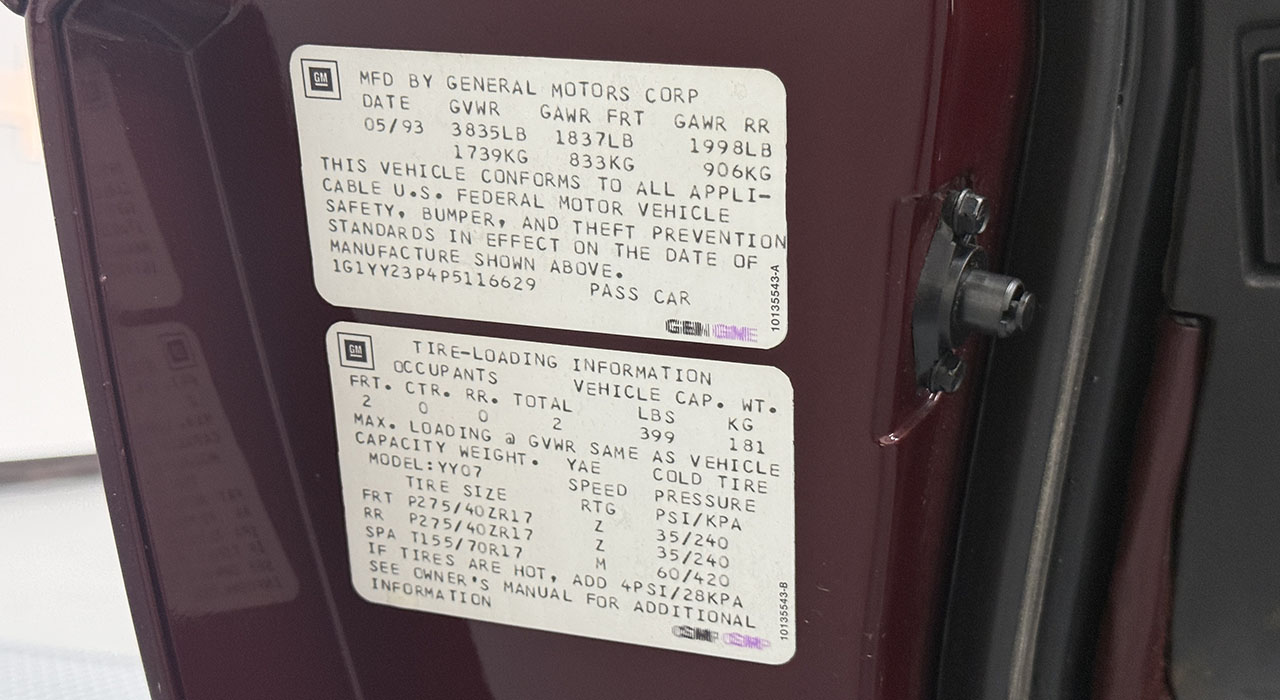 GM
MFD BY GENERAL MOTORS CORP
DATE GVWR GAWR FRT GAWR RR
05/93 3835LB 1837LB 1998LB
1739KG 833KG 906KG
THIS VEHICLE CONFORMS TO ALL APPLI-
CABLE U.S. FEDERAL MOTOR VEHICLE
SAFETY, BUMPER, AND THEFT PREVENTION
STANDARDS IN EFFECT ON THE DATE OF
MANUFACTURE SHOWN ABOVE.
1G1YY23P4P5116629 PASS CAR
10135543-A
GM
TIRE-LOADING INFORMATION
OCCUPANTS VEHICLE CAP. WT.
FRT. CTR. RR. TOTAL LBS KG
2 0 0 2 399 181
MAX. LOADING @ GVWR SAME AS VEHICLE
CAPACITY WEIGHT. YAE COLD TIRE
MODEL:YY07 SPEED PRESSURE
TIRE SIZE RTG PSI/KPA
FRT P275/40ZR17 Z 35/240
RR P275/40ZR17 Z 35/240
SPA T155/70R17 M 60/420
IF TIRES ARE HOT, ADD 4PSI/28KPA
SEE OWNER'S MANUAL FOR ADDITIONAL
INFORMATION
10135543-B